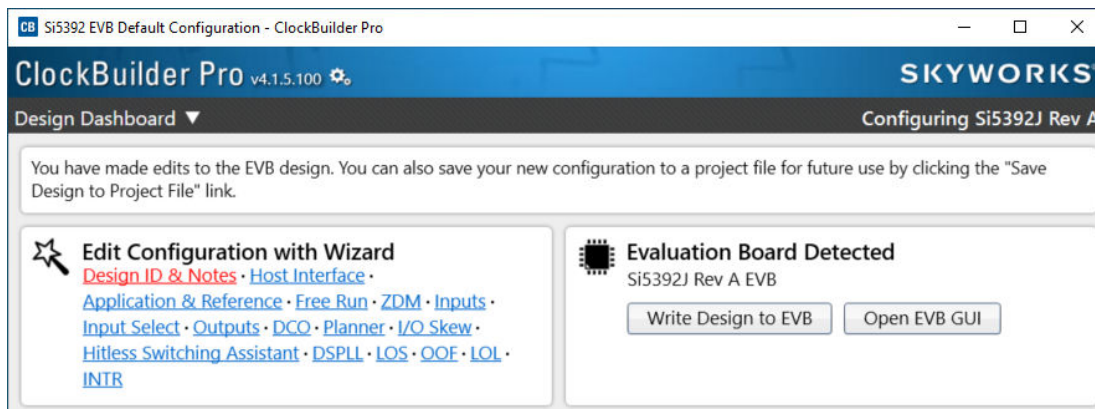 CB Si5392 EVB Default Configuration - ClockBuilder Pro
ClockBuilder Pro v4.1.5.100
SKYWORKS
Design Dashboard ▼
Configuring Si5392J Rev A
You have made edits to the EVB design. You can also save your new configuration to a project file for future use by clicking the "Save
Design to Project File" link.
Edit Configuration with Wizard
Design ID & Notes · Host Interface ·
Application & Reference · Free Run · ZDM · Inputs ·
Input Select · Outputs · DCO · Planner · I/O Skew ·
Hitless Switching Assistant · DSPLL · LOS · OOF · LOL ·
INTR
Evaluation Board Detected
Si5392J Rev A EVB
Write Design to EVB
Open EVB GUI